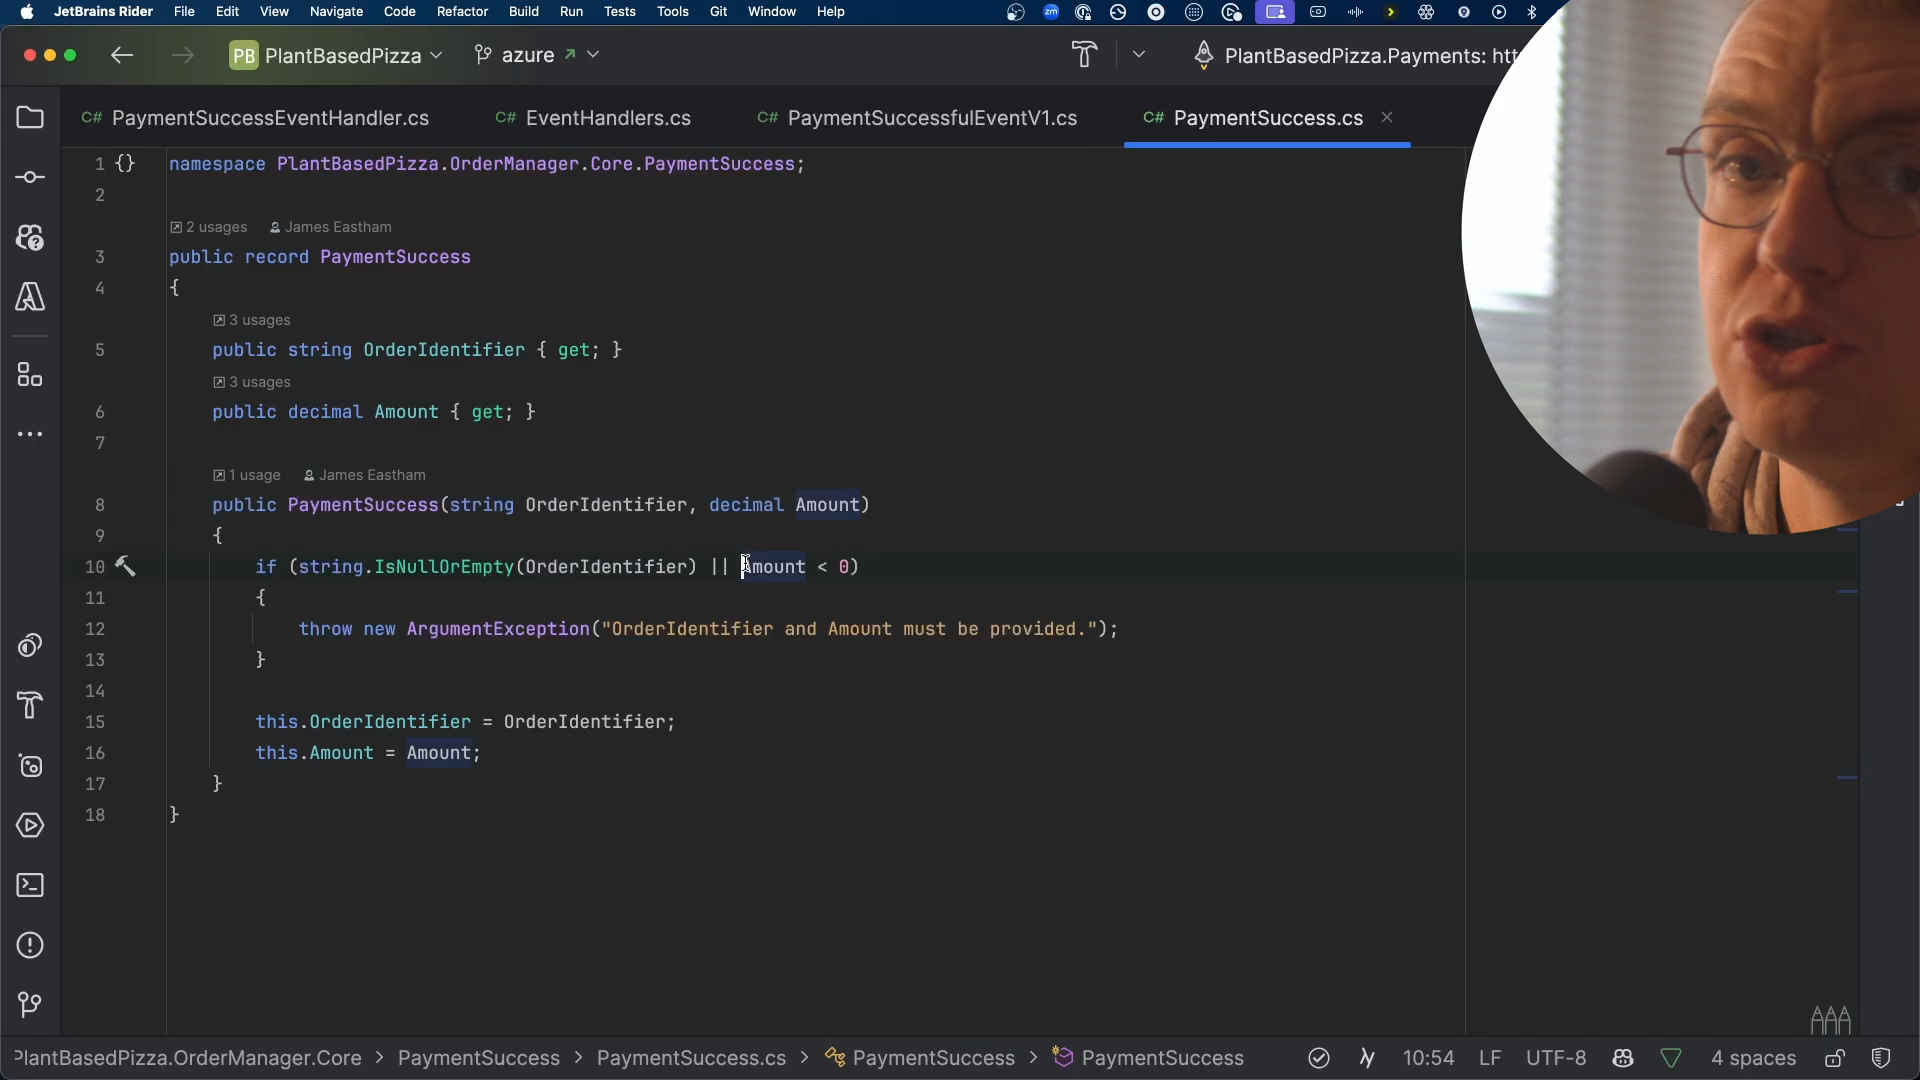 JetBrains Rider File Edit View Navigate Code Refactor Build Run Tests Tools Git Window Help
PB PlantBasedPizza azure PlantBasedPizza.Payments: htt
C# PaymentSuccessEventHandler.cs C# EventHandlers.cs C# PaymentSuccessfulEventV1.cs C# PaymentSuccess.cs
1 {} namespace PlantBasedPizza.OrderManager.Core.PaymentSuccess;
2
2 usages James Eastham
3 public record PaymentSuccess
4 {
3 usages
5 public string OrderIdentifier { get; }
3 usages
6 public decimal Amount { get; }
7
1 usage James Eastham
8 public PaymentSuccess(string OrderIdentifier, decimal Amount)
9 {
10 if (string.IsNullOrEmpty(OrderIdentifier) || Amount < 0)
11 {
12 throw new ArgumentException("OrderIdentifier and Amount must be provided.");
13 }
14
15 this.OrderIdentifier = OrderIdentifier;
16 this.Amount = Amount;
17 }
18 }
PlantBasedPizza.OrderManager.Core > PaymentSuccess > PaymentSuccess.cs > PaymentSuccess > PaymentSuccess 10:54 LF UTF-8 4 spaces